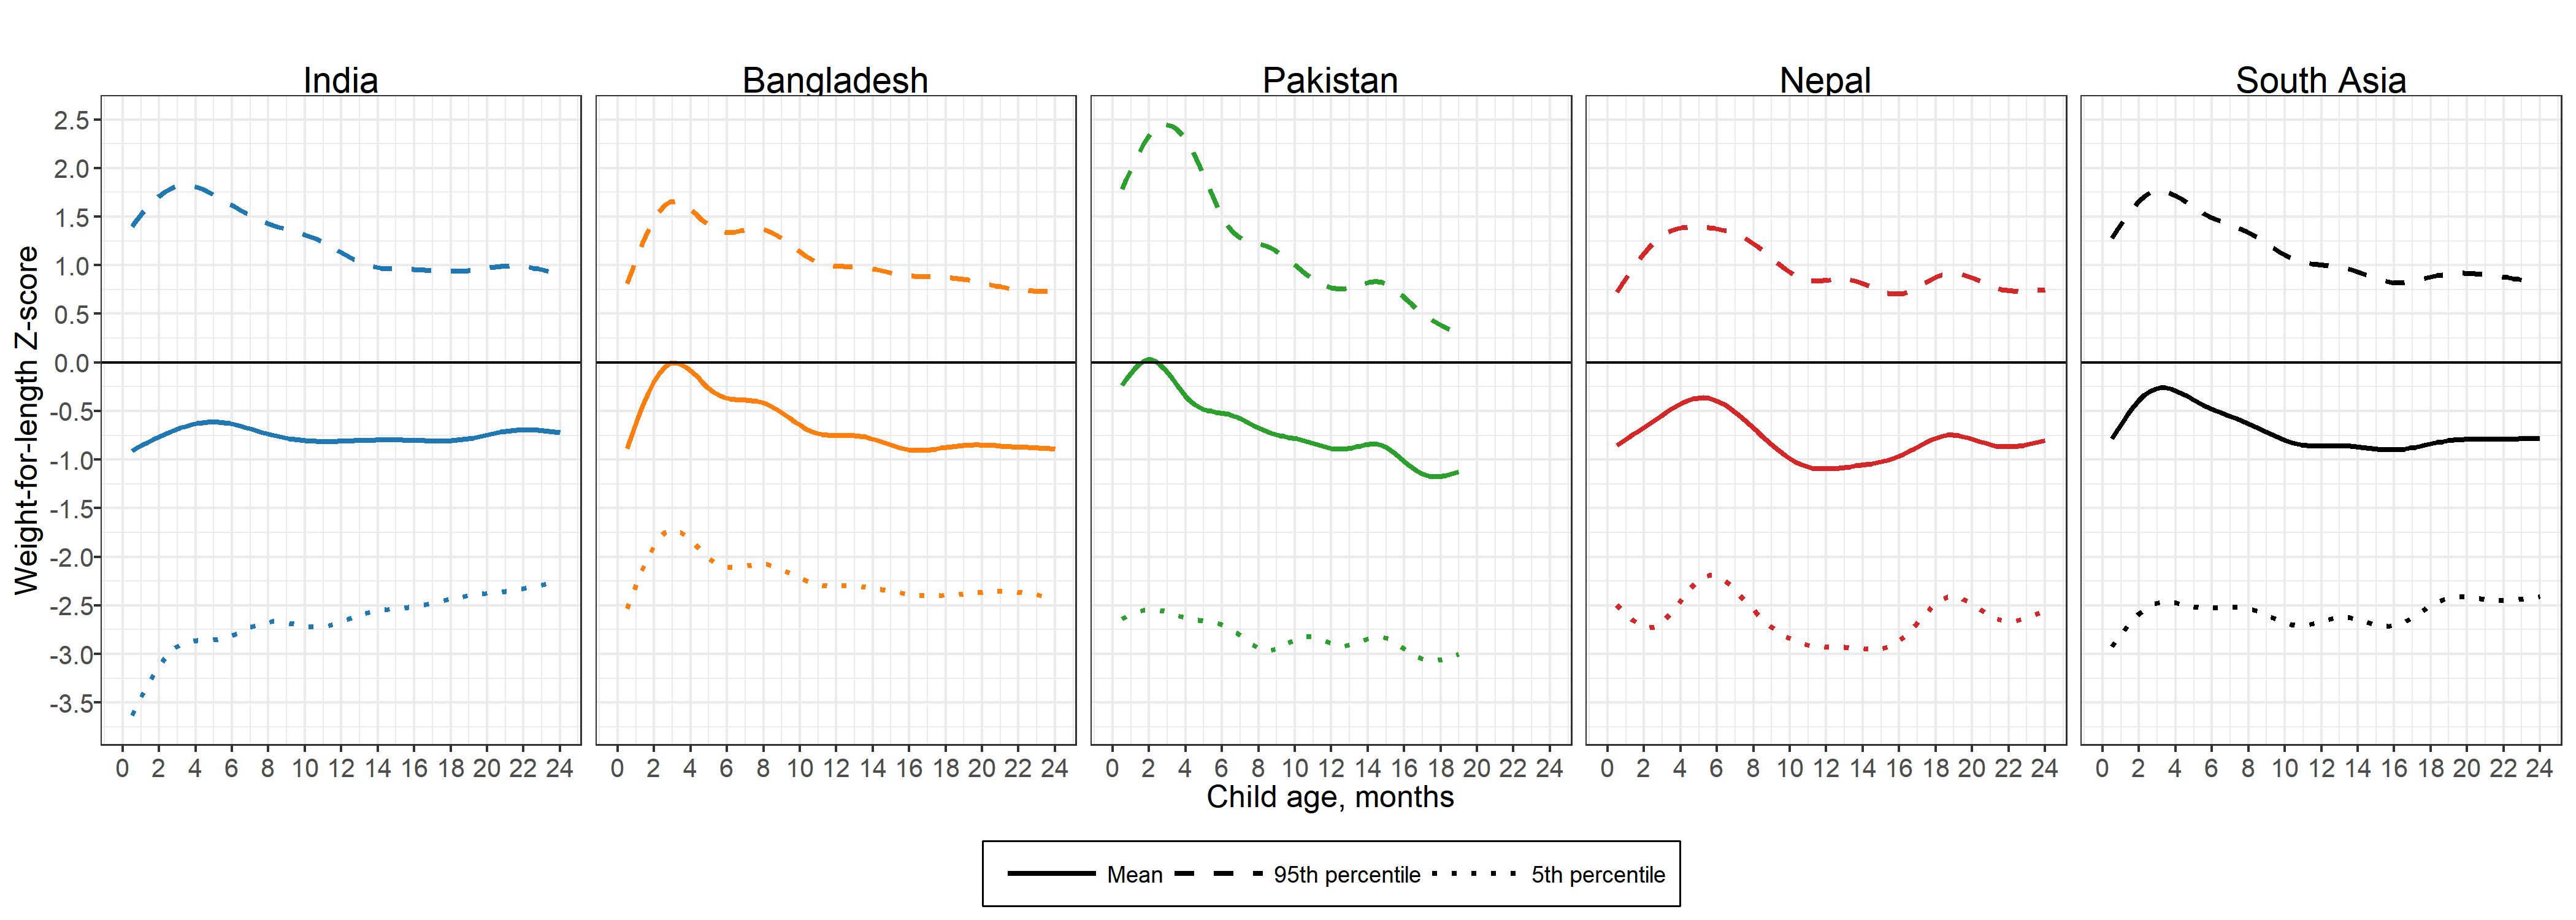 India Bangladesh Pakistan Nepal South Asia
Weight-for-length Z-score
2.5
2.0
1.5
1.0
0.5
0.0
-0.5
-1.0
-1.5
-2.0
-2.5
-3.0
-3.5
0 2 4 6 8 10 12 14 16 18 20 22 24 0 2 4 6 8 10 12 14 16 18 20 22 24 0 2 4 6 8 10 12 14 16 18 20 22 24 0 2 4 6 8 10 12 14 16 18 20 22 24 0 2 4 6 8 10 12 14 16 18 20 22 24
Child age, months
Mean 95th percentile 5th percentile